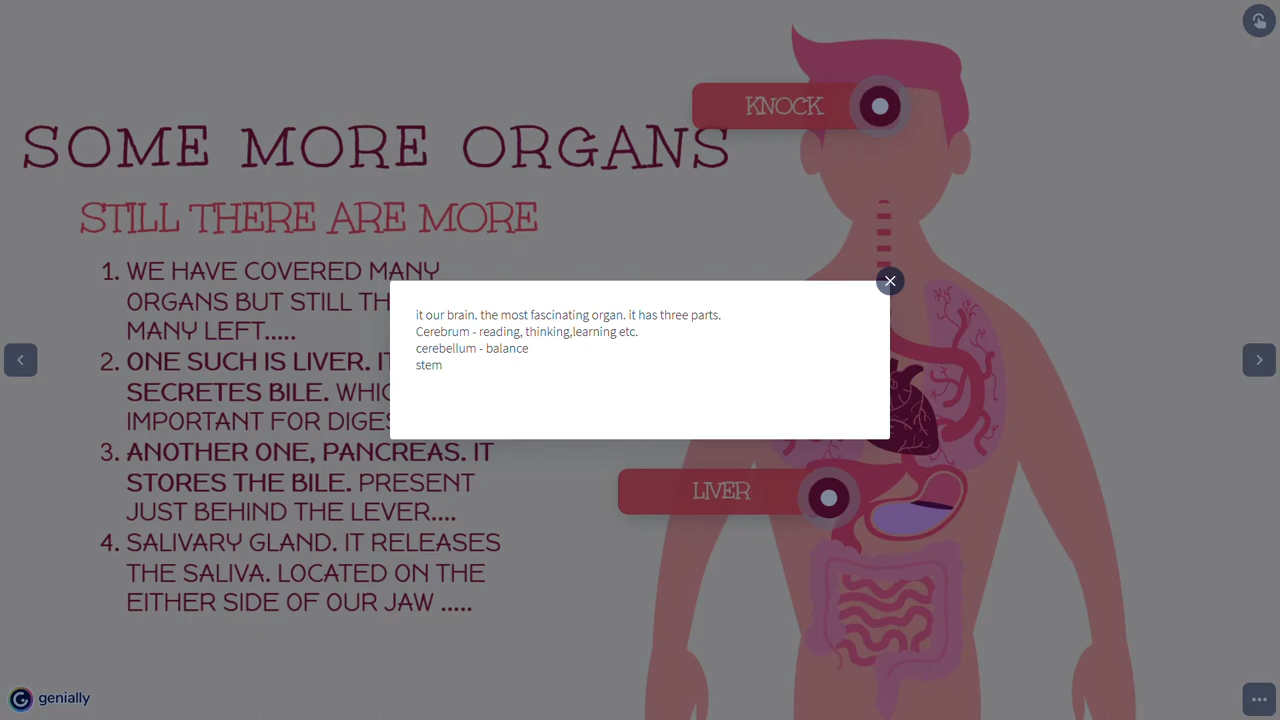 KNOCK
SOME MORE ORGANS
STILL THERE ARE MORE
1. WE HAVE COVERED MANY
ORGANS BUT STILL
MANY LEFT.....
2. ONE SUCH IS LIVER.
SECRETES BILE.
IMPORTANT FOR
3. ANOTHER ONE, PANCREAS. IT
STORES THE BILE. PRESENT
JUST BEHIND THE LEVER....
4. SALIVARY GLAND. IT RELEASES
THE SALIVA. LOCATED ON THE
EITHER SIDE OF OUR JAW .....
it our brain. the most fascinating organ. it has three parts.
Cerebrum - reading, thinking,learning etc.
cerebellum - balance
stem
LIVER
genially